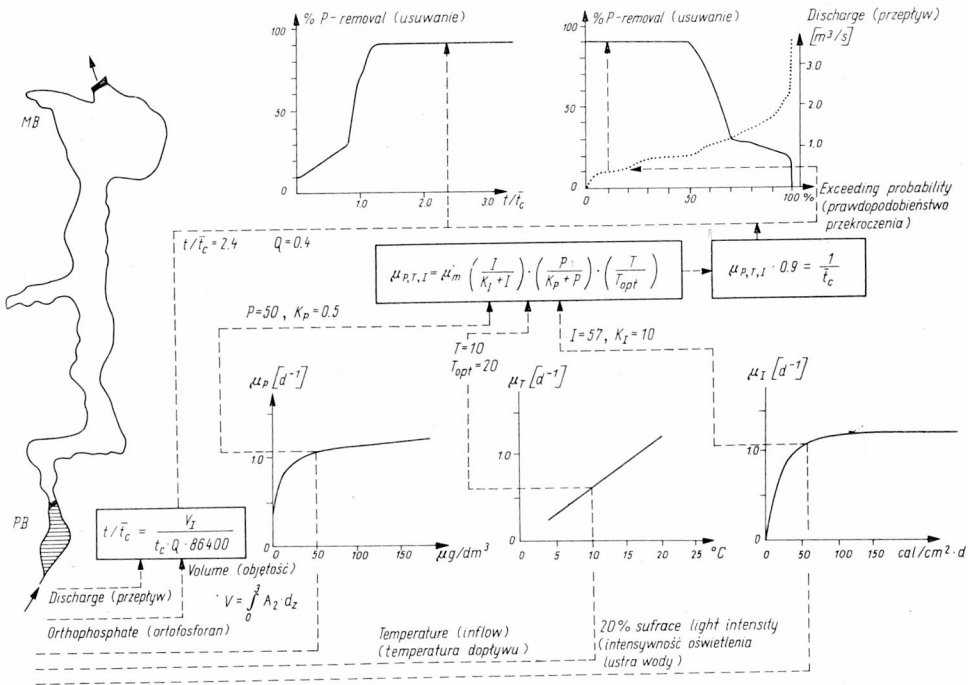 % P-removal (usuwanie)
100
50
0
1.0
2.0
3.0
t/t̄c
% P-removal (usuwanie)
100
50
0
50
100 %
Discharge (przepływ)
[m³/s]
3.0
2.0
1.0
Exceeding probability
(prawdopodobieństwo
przekroczenia)
MB
PB
t/t̄c = 2.4
Q=0.4
μP,T,I = μm (I / KI + I) · (P / KP + P) · (T / Topt)
μP,T,I · 0.9 = 1 / t̄c
P=50 , KP=0.5
T=10
Topt=20
I=57, KI=10
μP [d⁻¹]
1.0
0
50
100
150
μg/dm³
μT [d⁻¹]
1.0
0
5
10
15
20
25
°C
μI [d⁻¹]
1.0
0
50
100
150
200
cal/cm²·d
t/t̄c = VI / tc · Q · 86400
Volume (objętość)
V = ∫₀³ A2 · dz
Discharge (przepływ)
Orthophosphate (ortofosforan)
Temperature (inflow)
(temperatura dopływu)
20% sufrace light intensity
(intensywność oświetlenia
lustra wody)